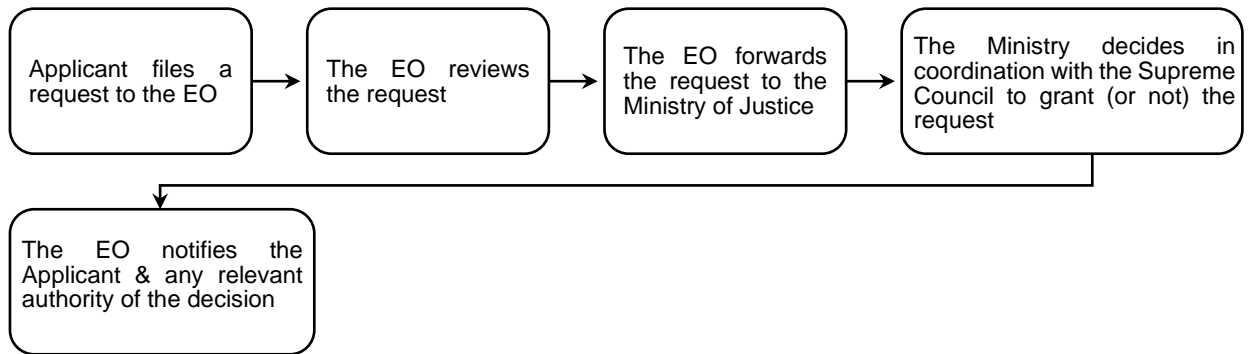 Applicant files a
request to the EO
The EO reviews
the request
The EO forwards
the request to the
Ministry of Justice
The Ministry decides in
coordination with the Supreme
Council to grant (or not) the
request
The EO notifies the
Applicant & any relevant
authority of the decision